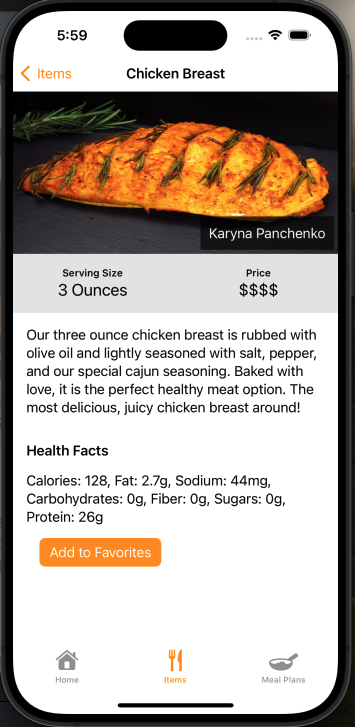 5:59
Items
Chicken Breast
Karyna Panchenko
Serving Size
Price
3 Ounces
$$$$
Our three ounce chicken breast is rubbed with
olive oil and lightly seasoned with salt, pepper,
and our special cajun seasoning. Baked with
love, it is the perfect healthy meat option. The
most delicious, juicy chicken breast around!
Health Facts
Calories: 128, Fat: 2.7g, Sodium: 44mg,
Carbohydrates: 0g, Fiber: 0g, Sugars: 0g,
Protein: 26g
Add to Favorites
Home
Items
Meal Plans